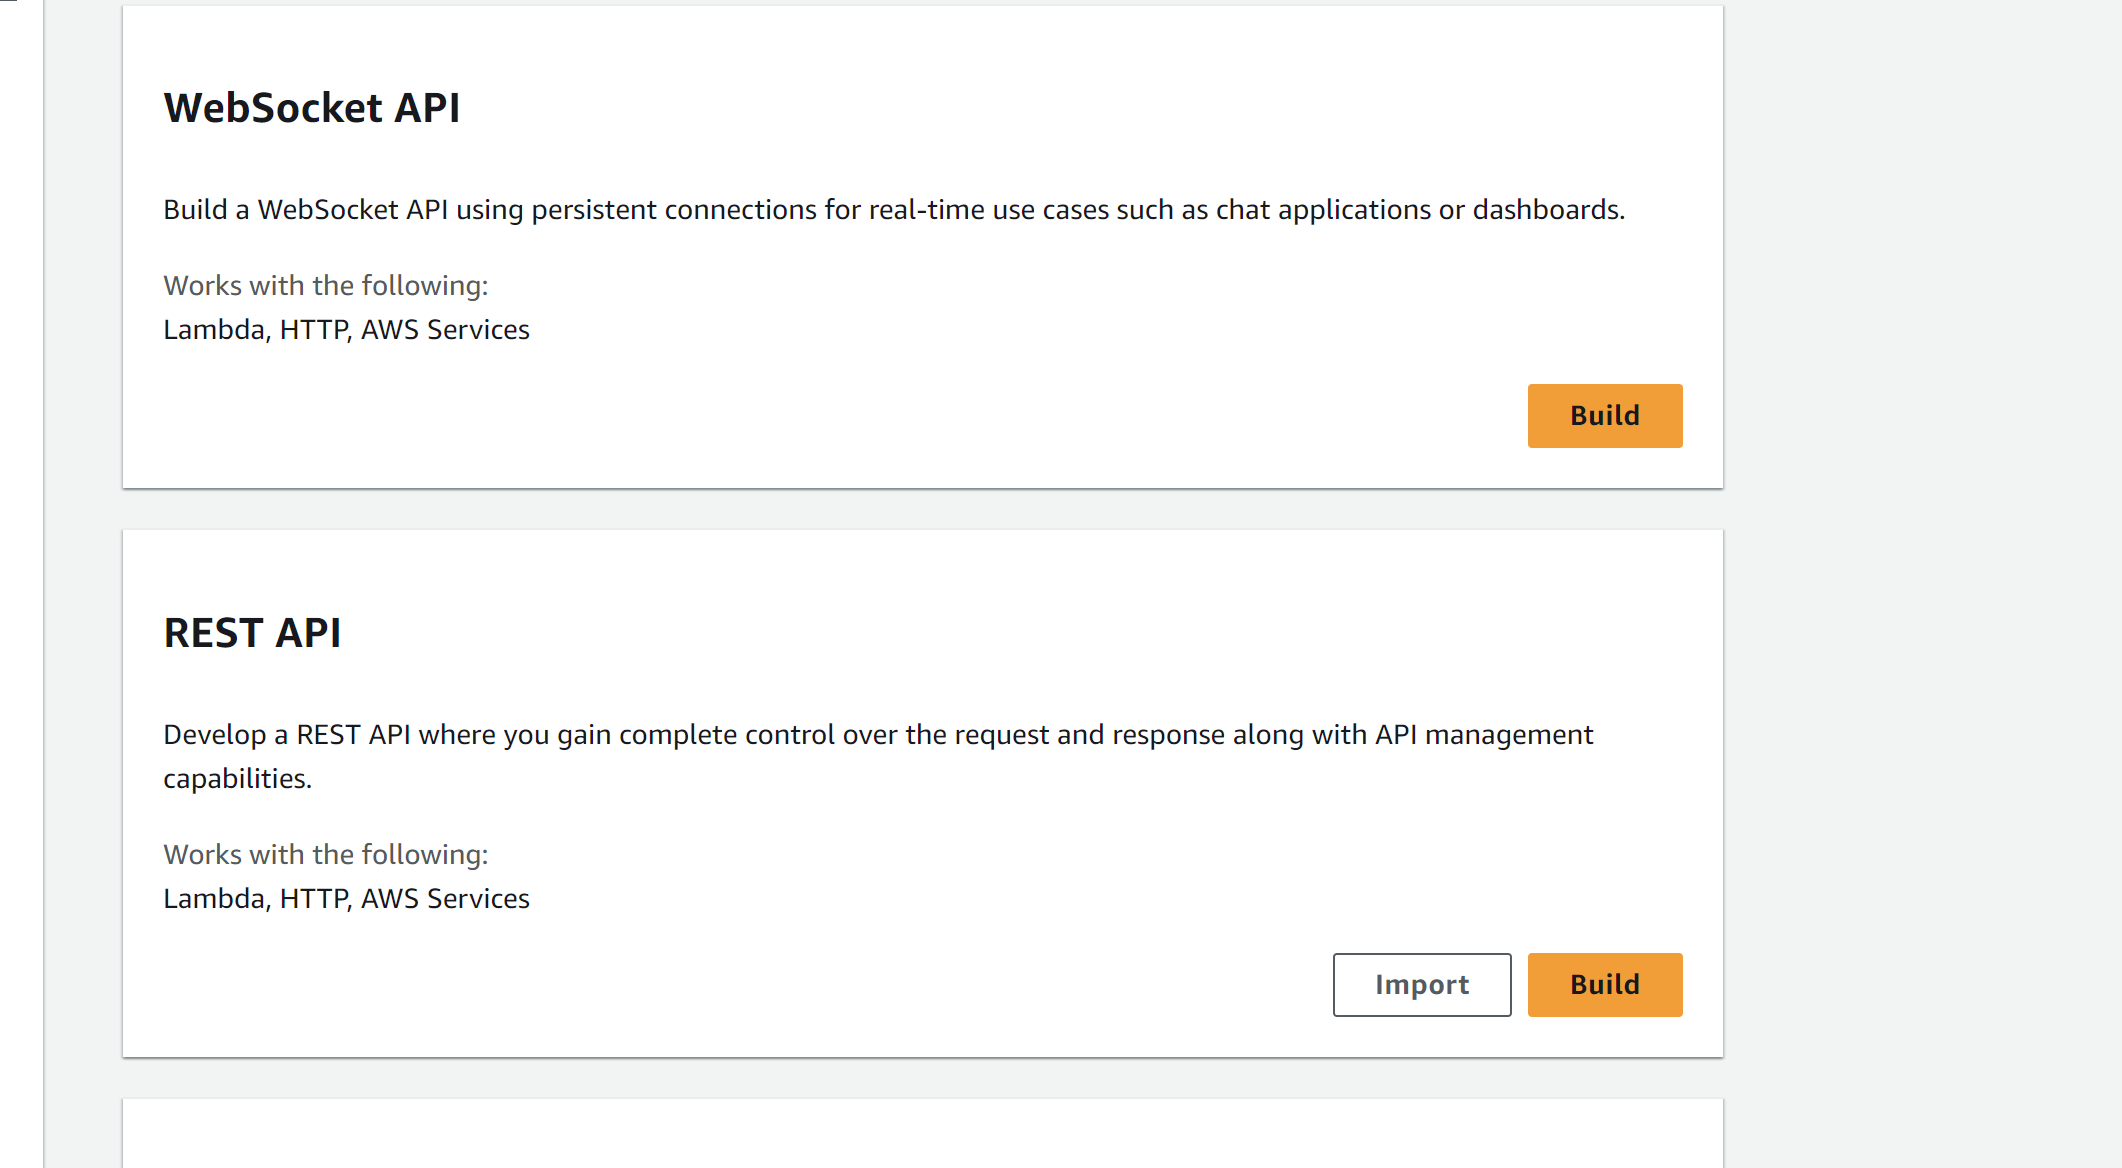 WebSocket API
Build a WebSocket API using persistent connections for real-time use cases such as chat applications or dashboards.
Works with the following:
Lambda, HTTP, AWS Services
Build
REST API
Develop a REST API where you gain complete control over the request and response along with API management
capabilities.
Works with the following:
Lambda, HTTP, AWS Services
Import
Build